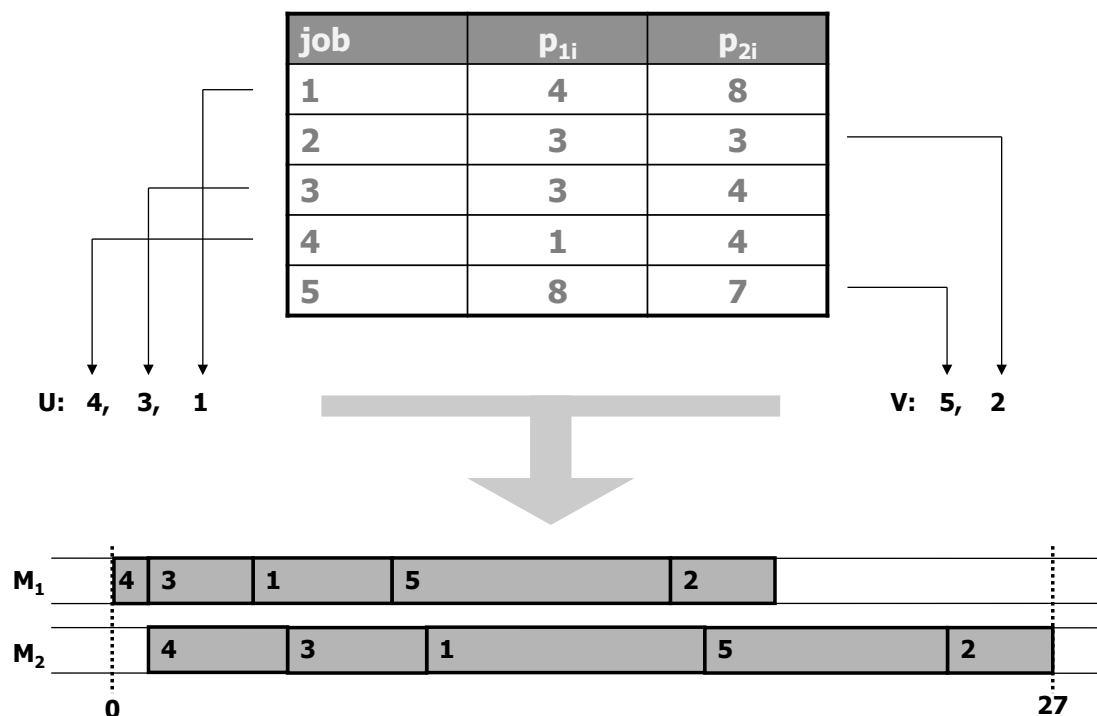 job p1i p2i
1 4 8
2 3 3
3 3 4
4 1 4
5 8 7
U: 4, 3, 1
V: 5, 2
M1 4 3 1 5 2
M2 4 3 1 5 2
0 27